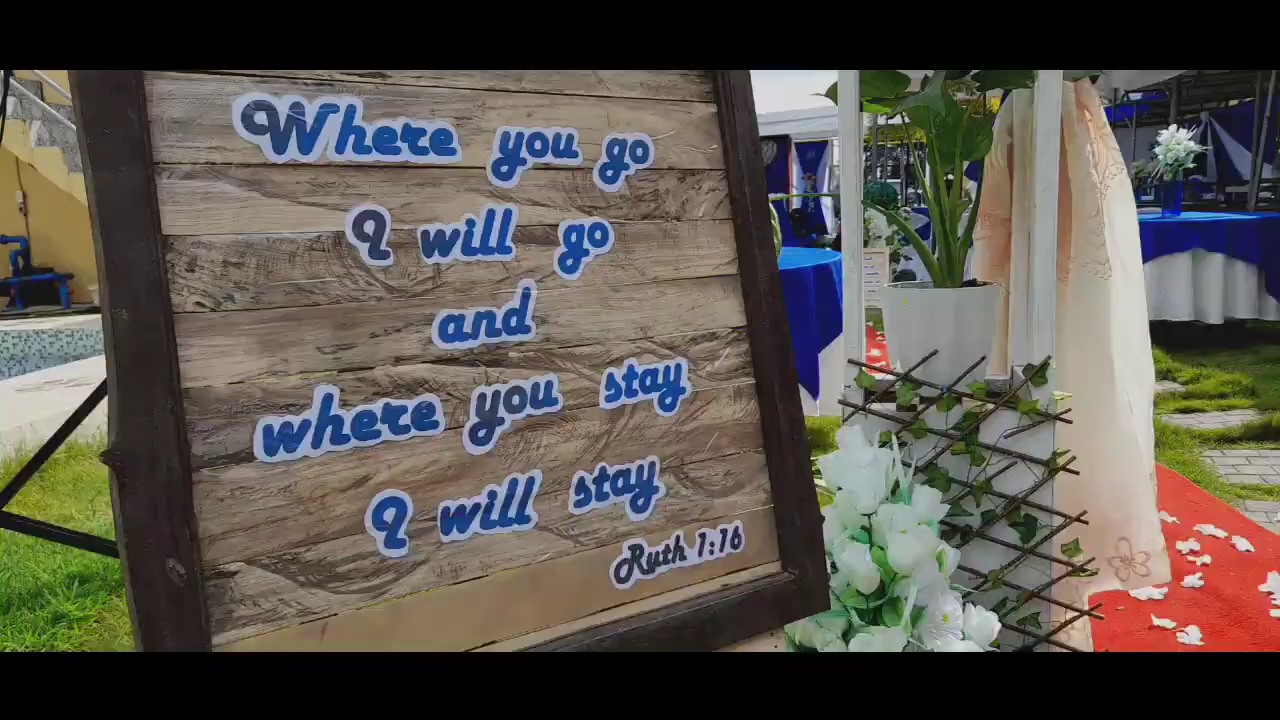 Where you go
I will go
and
where you stay
I will stay
Ruth 1:16